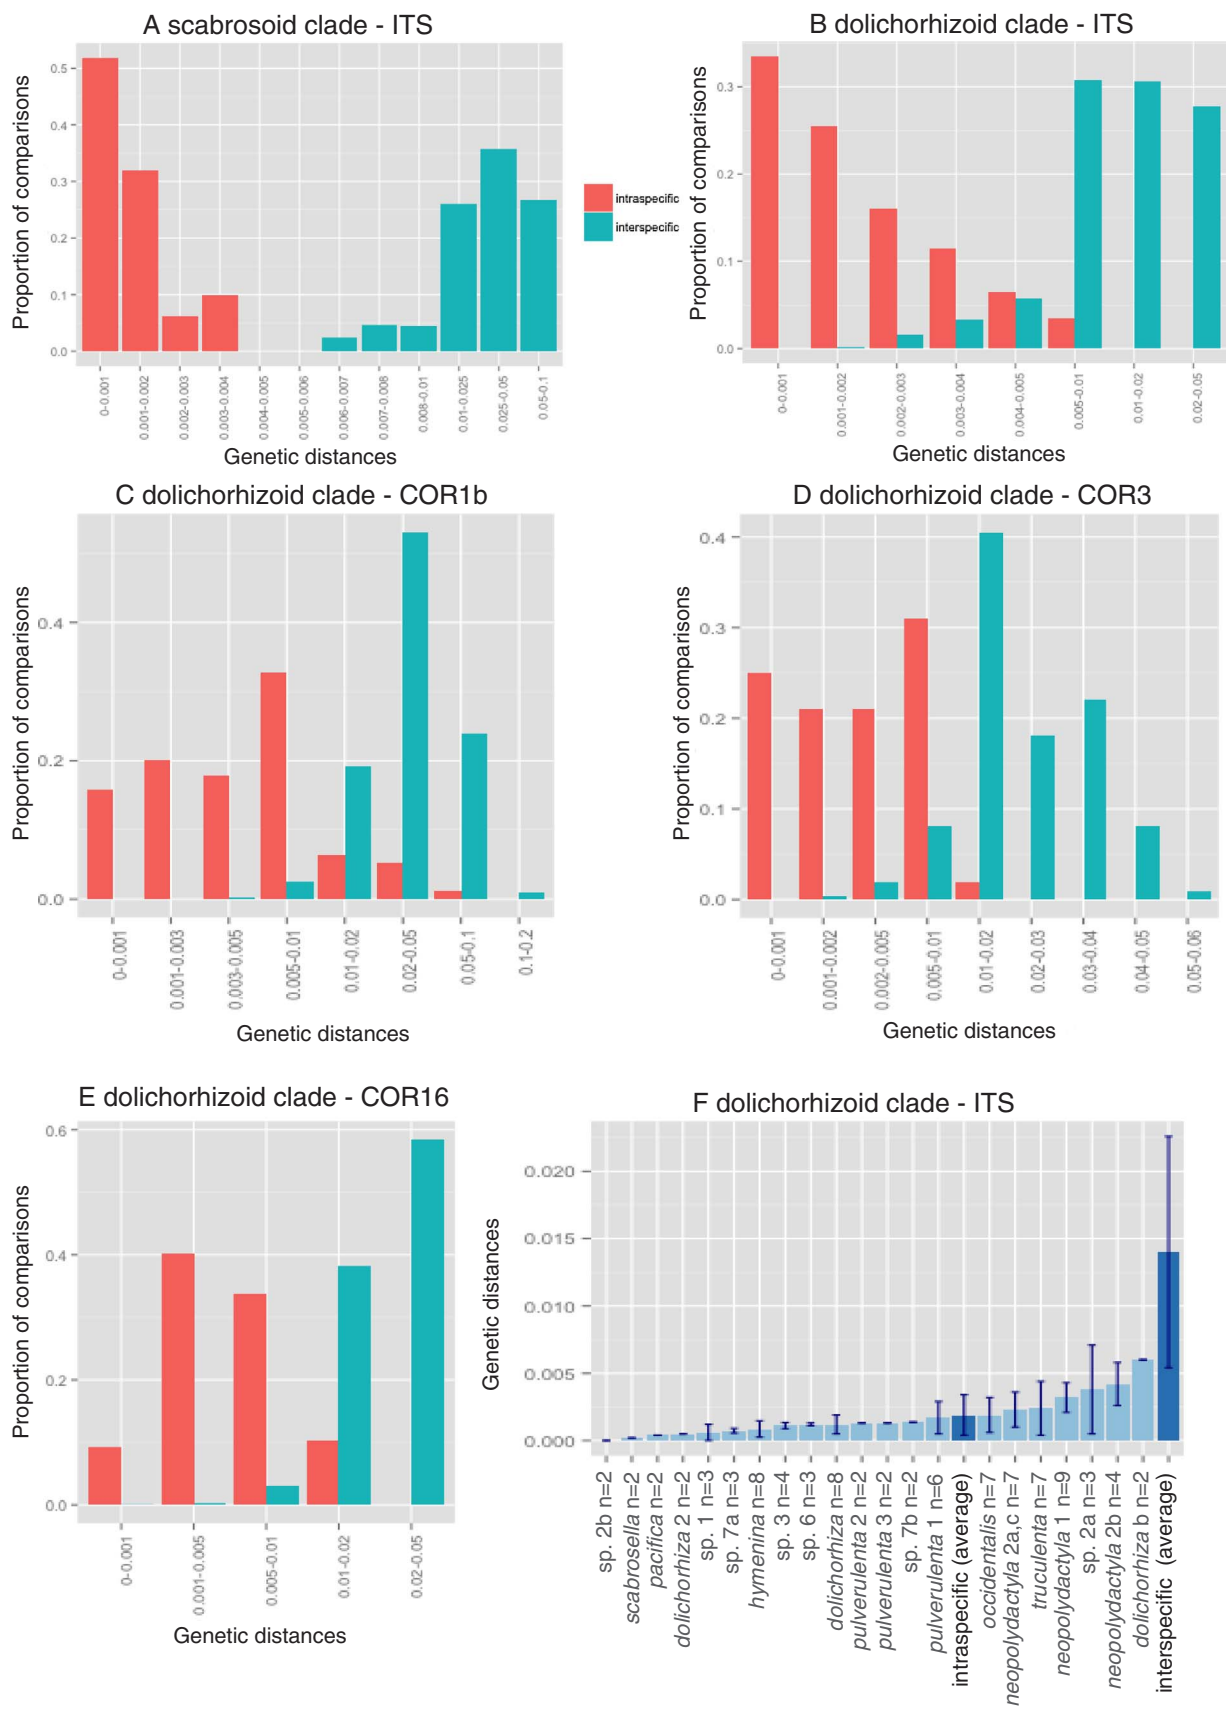 A scabrosoid clade - ITS
Proportion of comparisons
0.5
0.4
0.3
0.2
0.1
0.0
0-0.001
0.001-0.002
0.002-0.003
0.003-0.004
0.004-0.005
0.005-0.006
0.006-0.007
0.007-0.008
0.008-0.01
0.01-0.025
0.025-0.05
0.05-0.1
Genetic distances
intraspecific
interspecific
B dolichorhizoid clade - ITS
Proportion of comparisons
0.3
0.2
0.1
0.0
0-0.001
0.001-0.002
0.002-0.003
0.003-0.004
0.004-0.005
0.005-0.01
0.01-0.02
0.02-0.05
Genetic distances
C dolichorhizoid clade - COR1b
Proportion of comparisons
0.4
0.2
0.0
0-0.001
0.001-0.003
0.003-0.005
0.005-0.01
0.01-0.02
0.02-0.05
0.05-0.1
0.1-0.2
Genetic distances
D dolichorhizoid clade - COR3
Proportion of comparisons
0.4
0.3
0.2
0.1
0.0
0-0.001
0.001-0.002
0.002-0.005
0.005-0.01
0.01-0.02
0.02-0.03
0.03-0.04
0.04-0.05
0.05-0.06
Genetic distances
E dolichorhizoid clade - COR16
Proportion of comparisons
0.6
0.4
0.2
0.0
0-0.001
0.001-0.005
0.005-0.01
0.01-0.02
0.02-0.05
Genetic distances
F dolichorhizoid clade - ITS
Genetic distances
0.020
0.015
0.010
0.005
0.000
sp. 2b n=2
scabrosella n=2
pacifica n=2
dolichorhiza 2 n=2
sp. 1 n=3
sp. 7a n=3
hymenina n=8
sp. 3 n=4
sp. 6 n=3
dolichorhiza n=8
pulverulenta 2 n=2
pulverulenta 3 n=2
sp. 7b n=2
pulverulenta 1 n=6
intraspecific (average)
occidentalis n=7
neopolydactyla 2a,c n=7
truculenta n=7
neopolydactyla 1 n=9
sp. 2a n=3
neopolydactyla 2b n=4
dolichorhiza b n=2
interspecific (average)